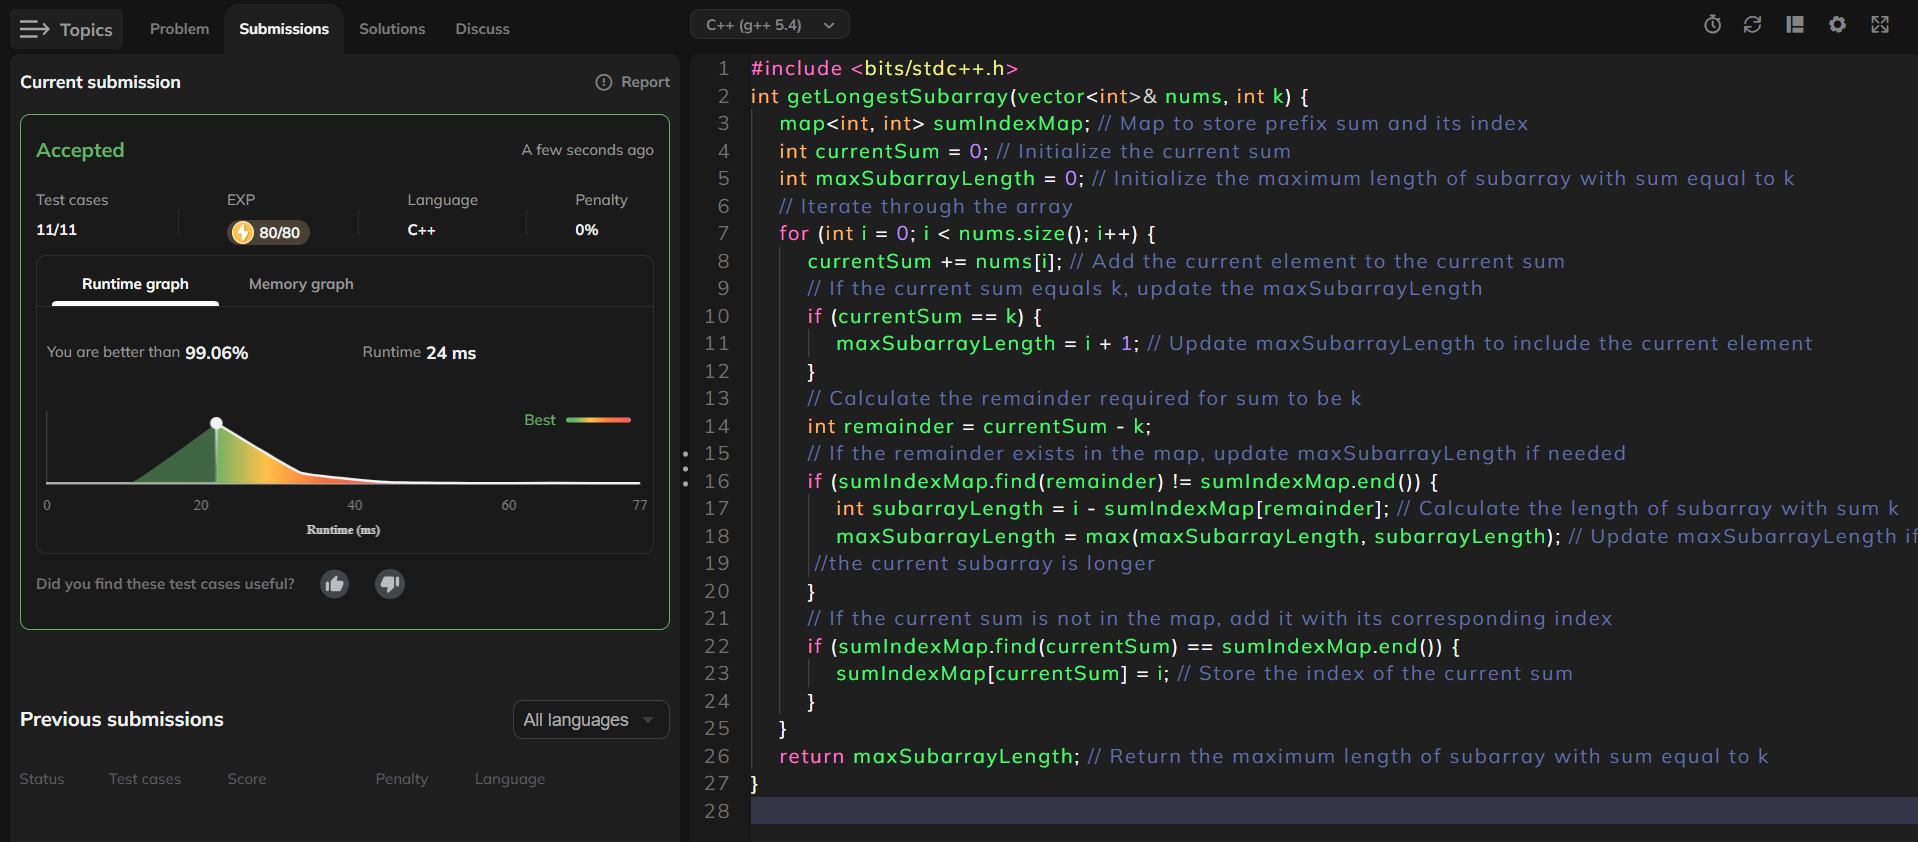 Topics
Problem
Submissions
Solutions
Discuss
Current submission
Report
Accepted
A few seconds ago
Test cases
EXP
Language
Penalty
11/11
80/80
C++
0%
Runtime graph
Memory graph
You are better than 99.06%
Runtime 24 ms
Best
0
20
40
60
77
Runtime (ms)
Did you find these test cases useful?
Previous submissions
All languages
Status
Test cases
Score
Penalty
Language
C++ (g++ 5.4)
1 #include <bits/stdc++.h>
2 int getLongestSubarray(vector<int>& nums, int k) {
3 map<int, int> sumIndexMap; // Map to store prefix sum and its index
4 int currentSum = 0; // Initialize the current sum
5 int maxSubarrayLength = 0; // Initialize the maximum length of subarray with sum equal to k
6 // Iterate through the array
7 for (int i = 0; i < nums.size(); i++) {
8 currentSum += nums[i]; // Add the current element to the current sum
9 // If the current sum equals k, update the maxSubarrayLength
10 if (currentSum == k) {
11 maxSubarrayLength = i + 1; // Update maxSubarrayLength to include the current element
12 }
13 // Calculate the remainder required for sum to be k
14 int remainder = currentSum - k;
15 // If the remainder exists in the map, update maxSubarrayLength if needed
16 if (sumIndexMap.find(remainder) != sumIndexMap.end()) {
17 int subarrayLength = i - sumIndexMap[remainder]; // Calculate the length of subarray with sum k
18 maxSubarrayLength = max(maxSubarrayLength, subarrayLength); // Update maxSubarrayLength if
19 //the current subarray is longer
20 }
21 // If the current sum is not in the map, add it with its corresponding index
22 if (sumIndexMap.find(currentSum) == sumIndexMap.end()) {
23 sumIndexMap[currentSum] = i; // Store the index of the current sum
24 }
25 }
26 return maxSubarrayLength; // Return the maximum length of subarray with sum equal to k
27 }
28